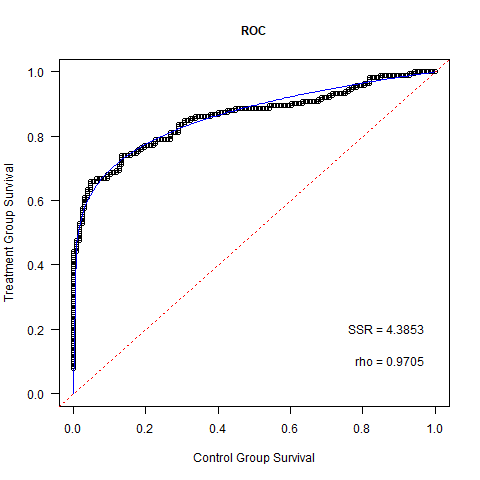 ROC
Treatment Group Survival
1.0
0.8
0.6
0.4
0.2
0.0
SSR = 4.3853
rho = 0.9705
0.0 0.2 0.4 0.6 0.8 1.0
Control Group Survival